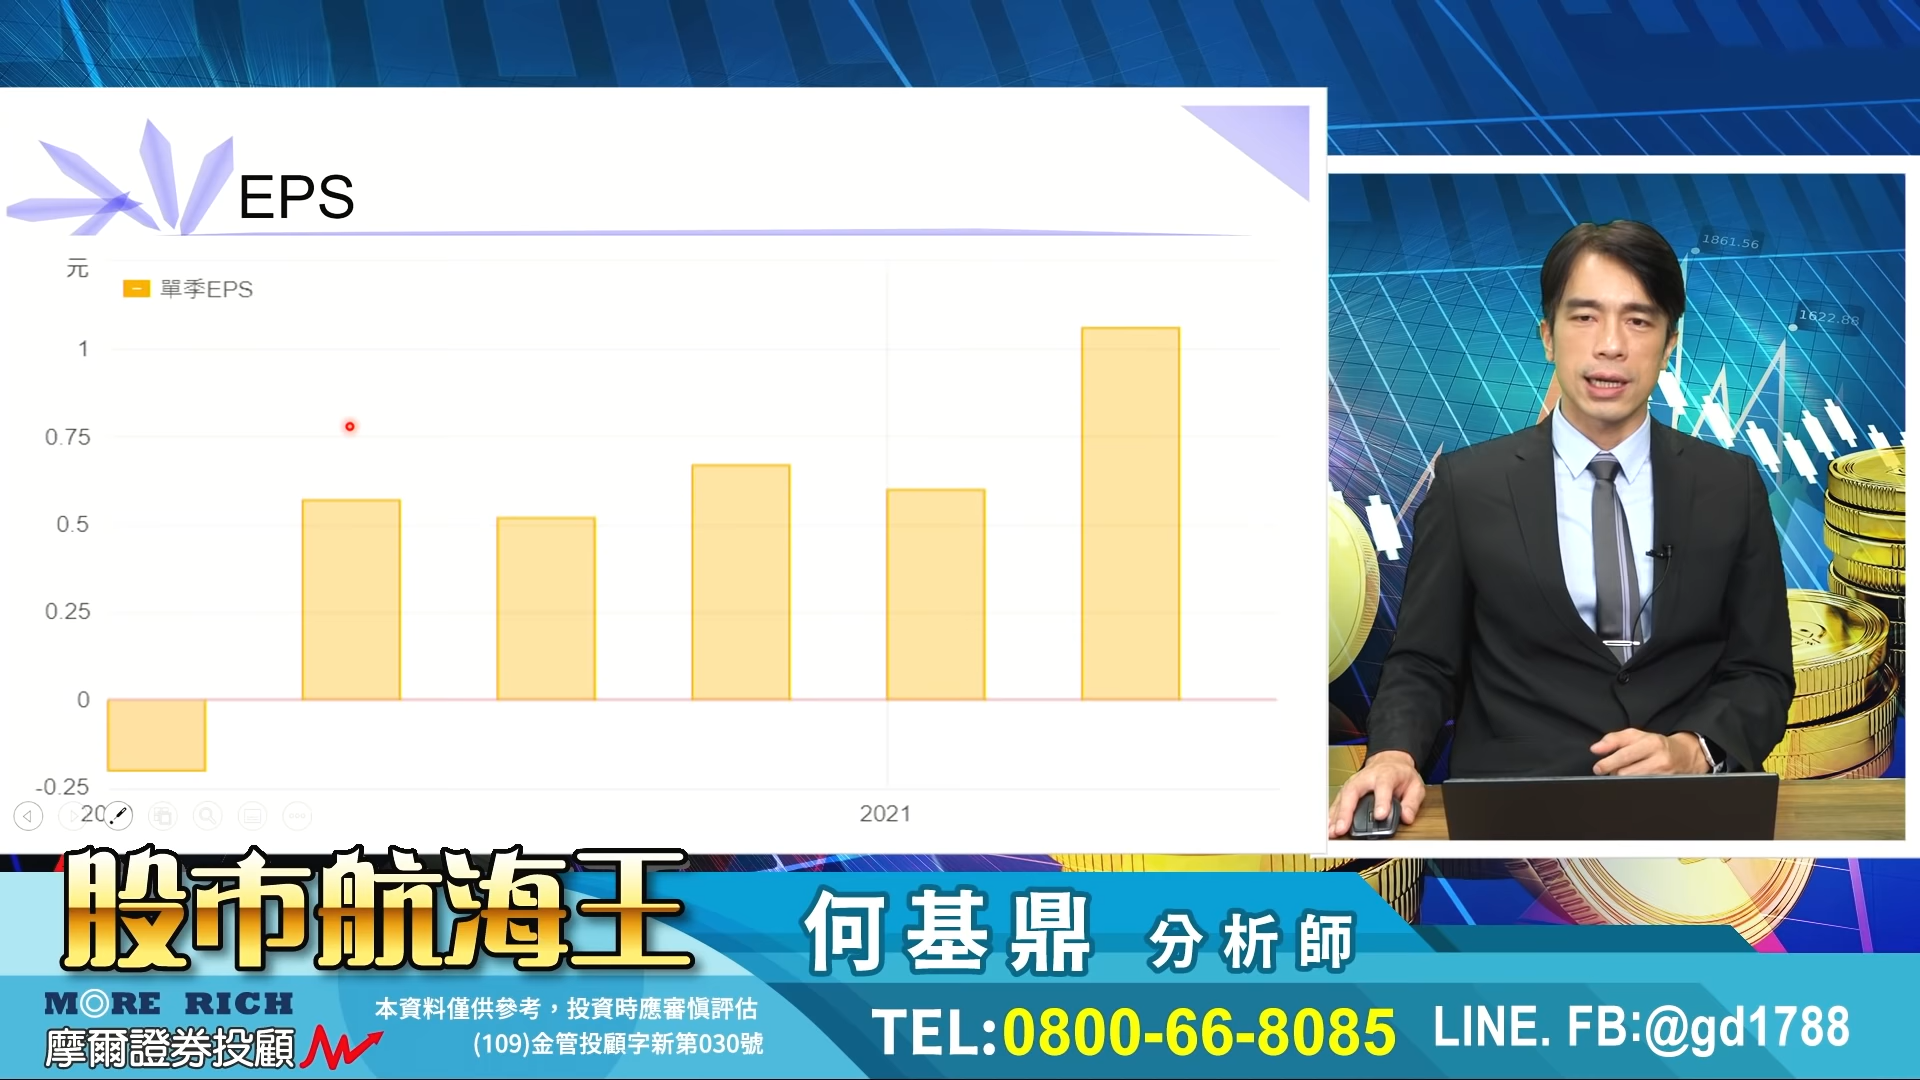 EPS
元
單季EPS
1
0.75
0.5
0.25
0
-0.25
20
2021
1861.56
1622.88
股市航海王
何基鼎 分析師
MORE RICH
摩爾證券投顧
本資料僅供參考，投資時應審慎評估
(109)金管投顧字新第030號
TEL:0800-66-8085
LINE. FB:@gd1788